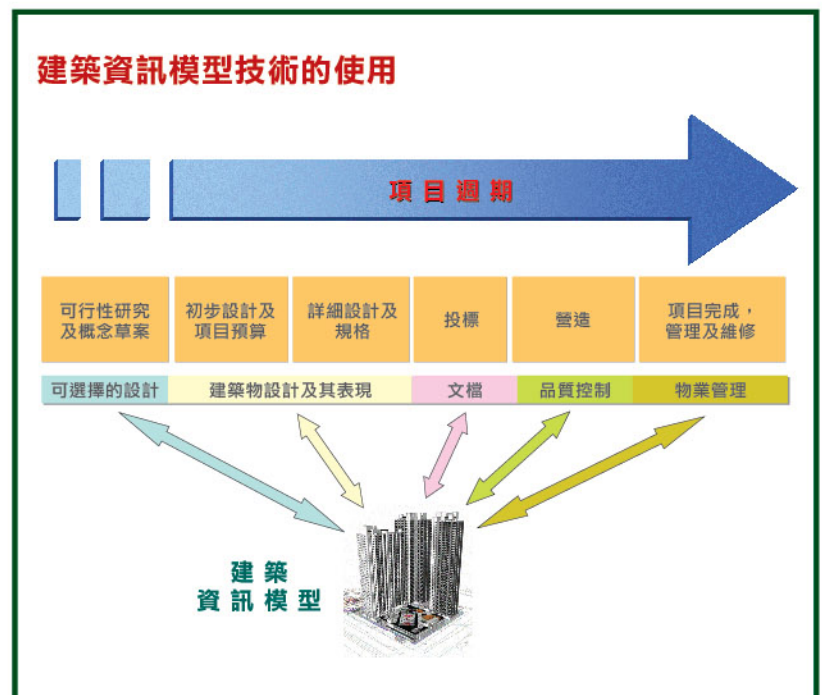 建築資訊模型技術的使用
項目週期
可行性研究
及概念草案
初步設計及
項目預算
詳細設計及
規格
投標
營造
項目完成，
管理及維修
可選擇的設計
建築物設計及其表現
文檔
品質控制
物業管理
建築
資訊模型